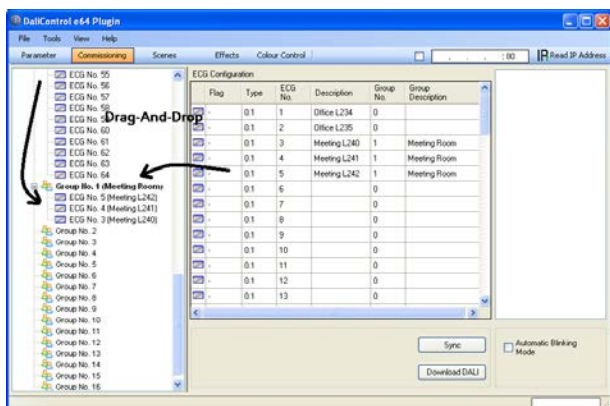 DaliControl e64 Plugin
File Tools View Help
Parameter Commissioning Scenes Effects Colour Control . . . : 80 IP Read IP Address
ECG No. 55
ECG No. 56
ECG No. 57
ECG No. 58
Drag-And-Drop
ECG No. 60
ECG No. 61
ECG No. 62
ECG No. 63
ECG No. 64
Group No. 1 (Meeting Room)
ECG No. 5 (Meeting L242)
ECG No. 4 (Meeting L241)
ECG No. 3 (Meeting L240)
Group No. 2
Group No. 3
Group No. 4
Group No. 5
Group No. 6
Group No. 7
Group No. 8
Group No. 9
Group No. 10
Group No. 11
Group No. 12
Group No. 13
Group No. 14
Group No. 15
Group No. 16
ECG Configuration
Flag Type ECG No. Description Group No. Group Description
- 0.1 1 Office L234 0
- 0.1 2 Office L235 0
- 0.1 3 Meeting L240 1 Meeting Room
- 0.1 4 Meeting L241 1 Meeting Room
- 0.1 5 Meeting L242 1 Meeting Room
- 0.1 6 0
- 0.1 7 0
- 0.1 8 0
- 0.1 9 0
- 0.1 10 0
- 0.1 11 0
- 0.1 12 0
- 0.1 13 0
Sync
Download DALI
Automatic Blinking
Mode